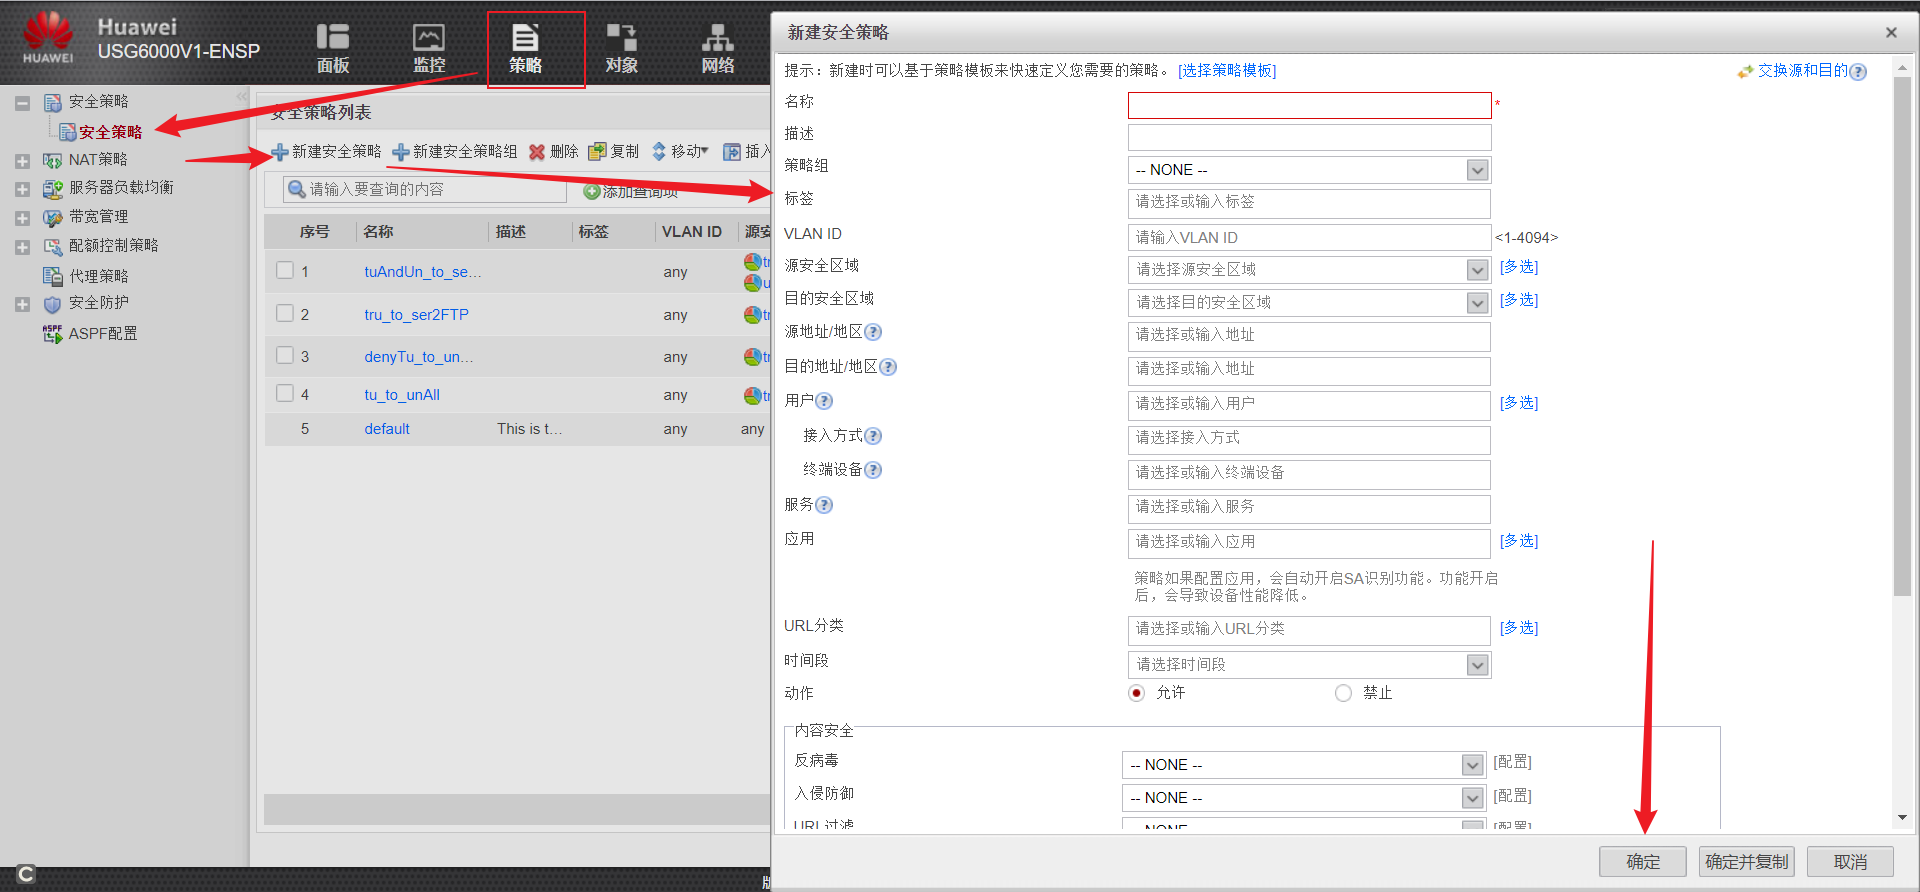 HUAWEI
Huawei
USG6000V1-ENSP
面板
监控
策略
对象
网络
安全策略
安全策略
NAT策略
服务器负载均衡
带宽管理
配额控制策略
代理策略
安全防护
ASPF
ASPF配置
安全策略列表
新建安全策略 新建安全策略组 删除 复制 移动 插入
请输入要查询的内容 添加查询项
序号 名称 描述 标签 VLAN ID 源安
1 tuAndUn_to_se... any tr
u
2 tru_to_ser2FTP any tr
3 denyTu_to_un... any tr
4 tu_to_unAll any tr
5 default This is t... any any
新建安全策略
提示：新建时可以基于策略模板来快速定义您需要的策略。 [选择策略模板] 交换源和目的
名称 *
描述
策略组 -- NONE --
标签 请选择或输入标签
VLAN ID 请输入VLAN ID <1-4094>
源安全区域 请选择源安全区域 [多选]
目的安全区域 请选择目的安全区域 [多选]
源地址/地区 请选择或输入地址
目的地址/地区 请选择或输入地址
用户 请选择或输入用户 [多选]
接入方式 请选择接入方式
终端设备 请选择或输入终端设备
服务 请选择或输入服务
应用 请选择或输入应用 [多选]
策略如果配置应用，会自动开启SA识别功能。功能开启
后，会导致设备性能降低。
URL分类 请选择或输入URL分类 [多选]
时间段 请选择时间段
动作 允许 禁止
内容安全
反病毒 -- NONE -- [配置]
入侵防御 -- NONE -- [配置]
URL过滤 -- NONE -- [配置]
确定 确定并复制 取消